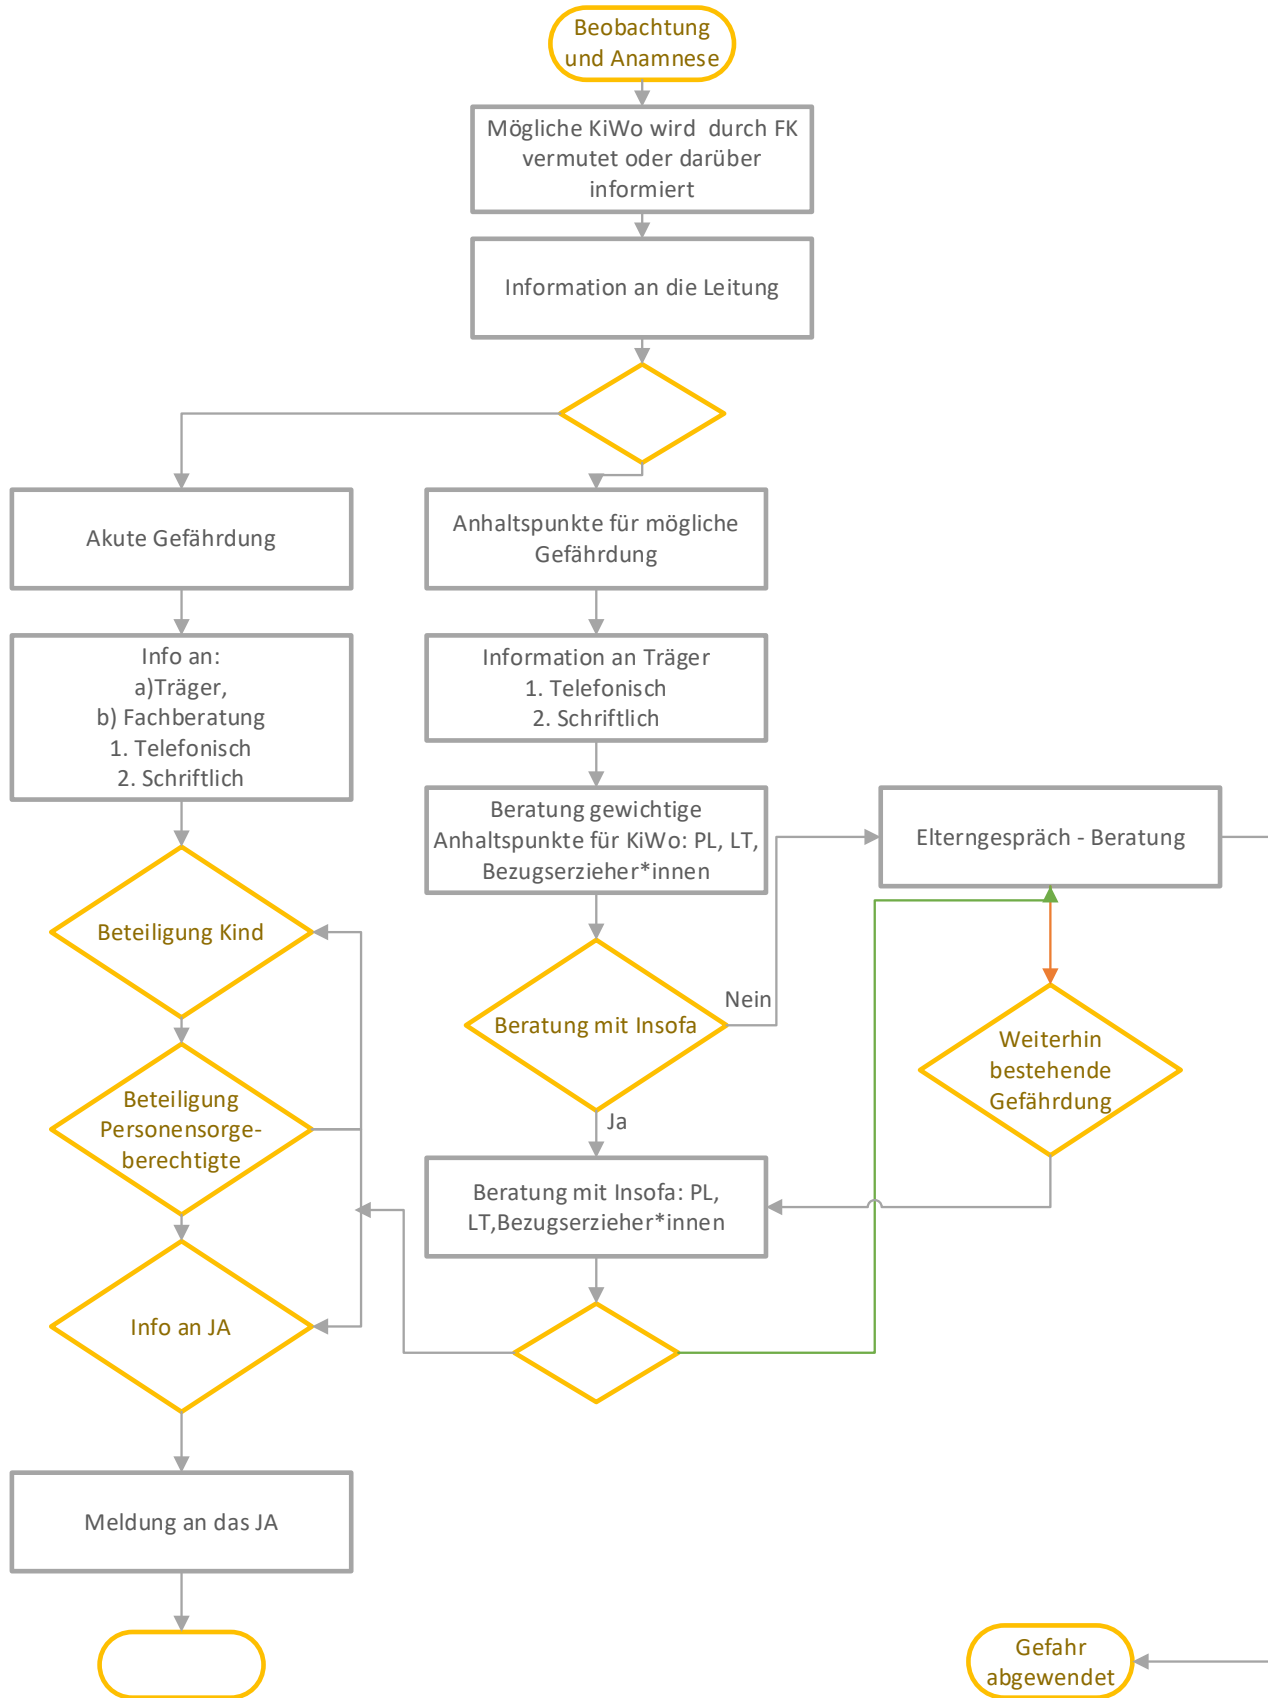 Beobachtung
und Anamnese
Mögliche KiWo wird durch FK
vermutet oder darüber
informiert
Information an die Leitung
Akute Gefährdung
Anhaltspunkte für mögliche
Gefährdung
Info an:
a)Träger,
b) Fachberatung
1. Telefonisch
2. Schriftlich
Information an Träger
1. Telefonisch
2. Schriftlich
Beratung gewichtige
Anhaltspunkte für KiWo: PL, LT,
Bezugserzieher*innen
Elterngespräch - Beratung
Beteiligung Kind
Beratung mit Insofa
Nein
Ja
Weiterhin
bestehende
Gefährdung
Beteiligung
Personensorge-
berechtigte
Beratung mit Insofa: PL,
LT,Bezugserzieher*innen
Info an JA
Meldung an das JA
Gefahr
abgewendet